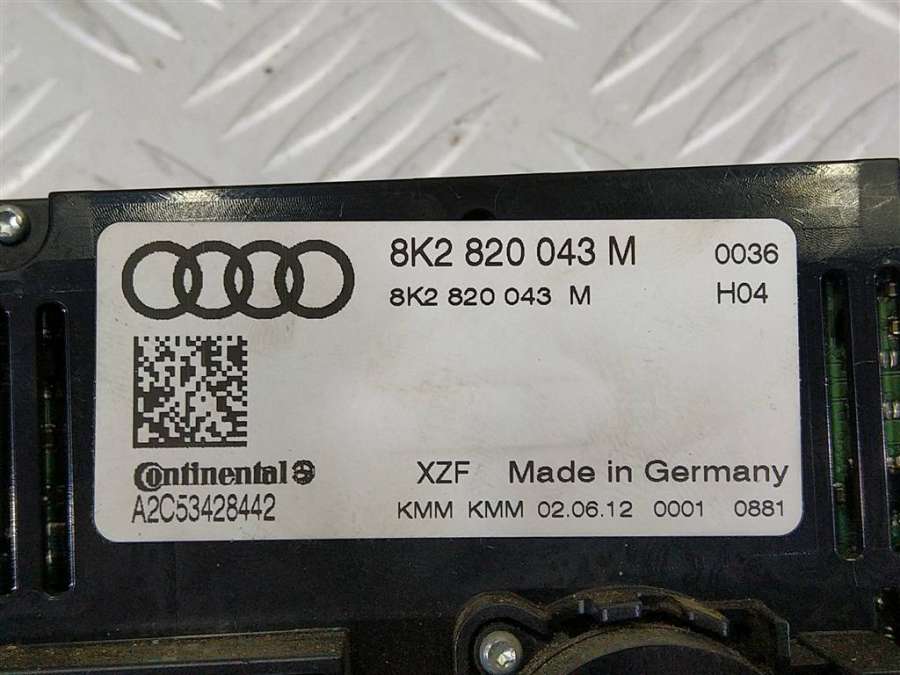 8K2 820 043 M 0036
8K2 820 043 M H04
Continental XZF Made in Germany
A2C53428442 KMM KMM 02.06.12 0001 0881